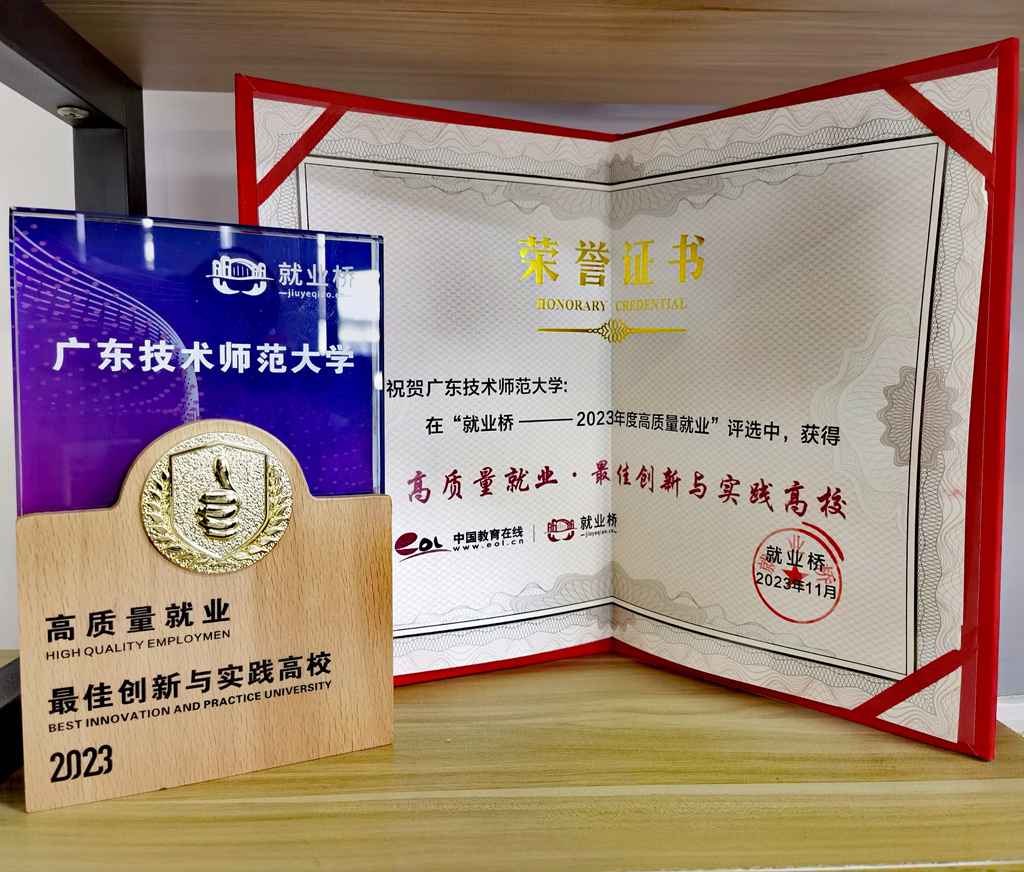 就业桥
jiuyeqiao.c
广东技术师范大学
高质量就业
HIGH QUALITY EMPLOYMEN
最佳创新与实践高校
BEST INNOVATION AND PRACTICE UNIVERSITY
2023
荣誉证书
HONORARY CREDENTIAL
祝贺广东技术师范大学:
在“就业桥——2023年度高质量就业”评选中，获得
高质量就业·最佳创新与实践高校
eol 中国教育在线
www.eol.cn
就业桥
jiuyeqiao.cn
就业桥
2023年11月